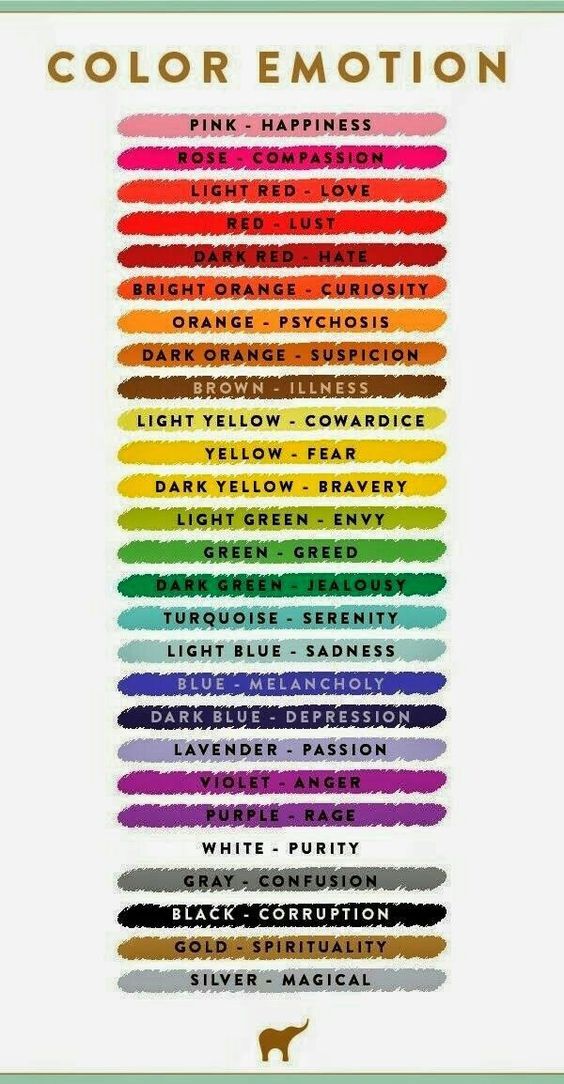 COLOR EMOTION
PINK - HAPPINESS
ROSE - COMPASSION
LIGHT RED - LOVE
RED - LUST
DARK RED - HATE
BRIGHT ORANGE - CURIOSITY
ORANGE - PSYCHOSIS
DARK ORANGE - SUSPICION
BROWN - ILLNESS
LIGHT YELLOW - COWARDICE
YELLOW - FEAR
DARK YELLOW - BRAVERY
LIGHT GREEN - ENVY
GREEN - GREED
DARK GREEN - JEALOUSY
TURQUOISE - SERENITY
LIGHT BLUE - SADNESS
BLUE - MELANCHOLY
DARK BLUE - DEPRESSION
LAVENDER - PASSION
VIOLET - ANGER
PURPLE - RAGE
WHITE - PURITY
GRAY - CONFUSION
BLACK - CORRUPTION
GOLD - SPIRITUALITY
SILVER - MAGICAL